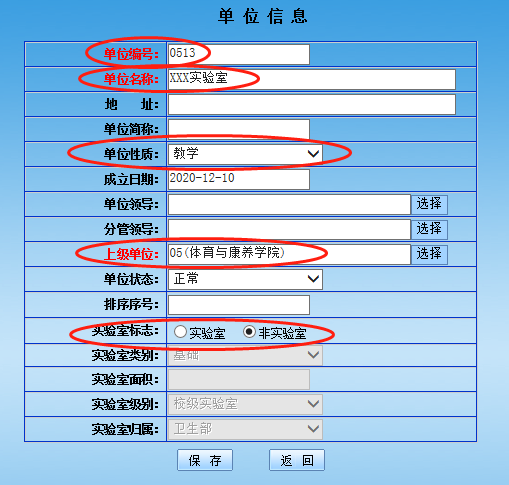 单 位 信 息
单位编号： 0513
单位名称： XXX实验室
地 址：
单位简称：
单位性质： 教学
成立日期： 2020-12-10
单位领导： 选择
分管领导： 选择
上级单位： 05(体育与康养学院) 选择
单位状态： 正常
排序序号：
实验室标志： 实验室 非实验室
实验室类别： 基础
实验室面积：
实验室级别： 校级实验室
实验室归属： 卫生部
保 存 返 回